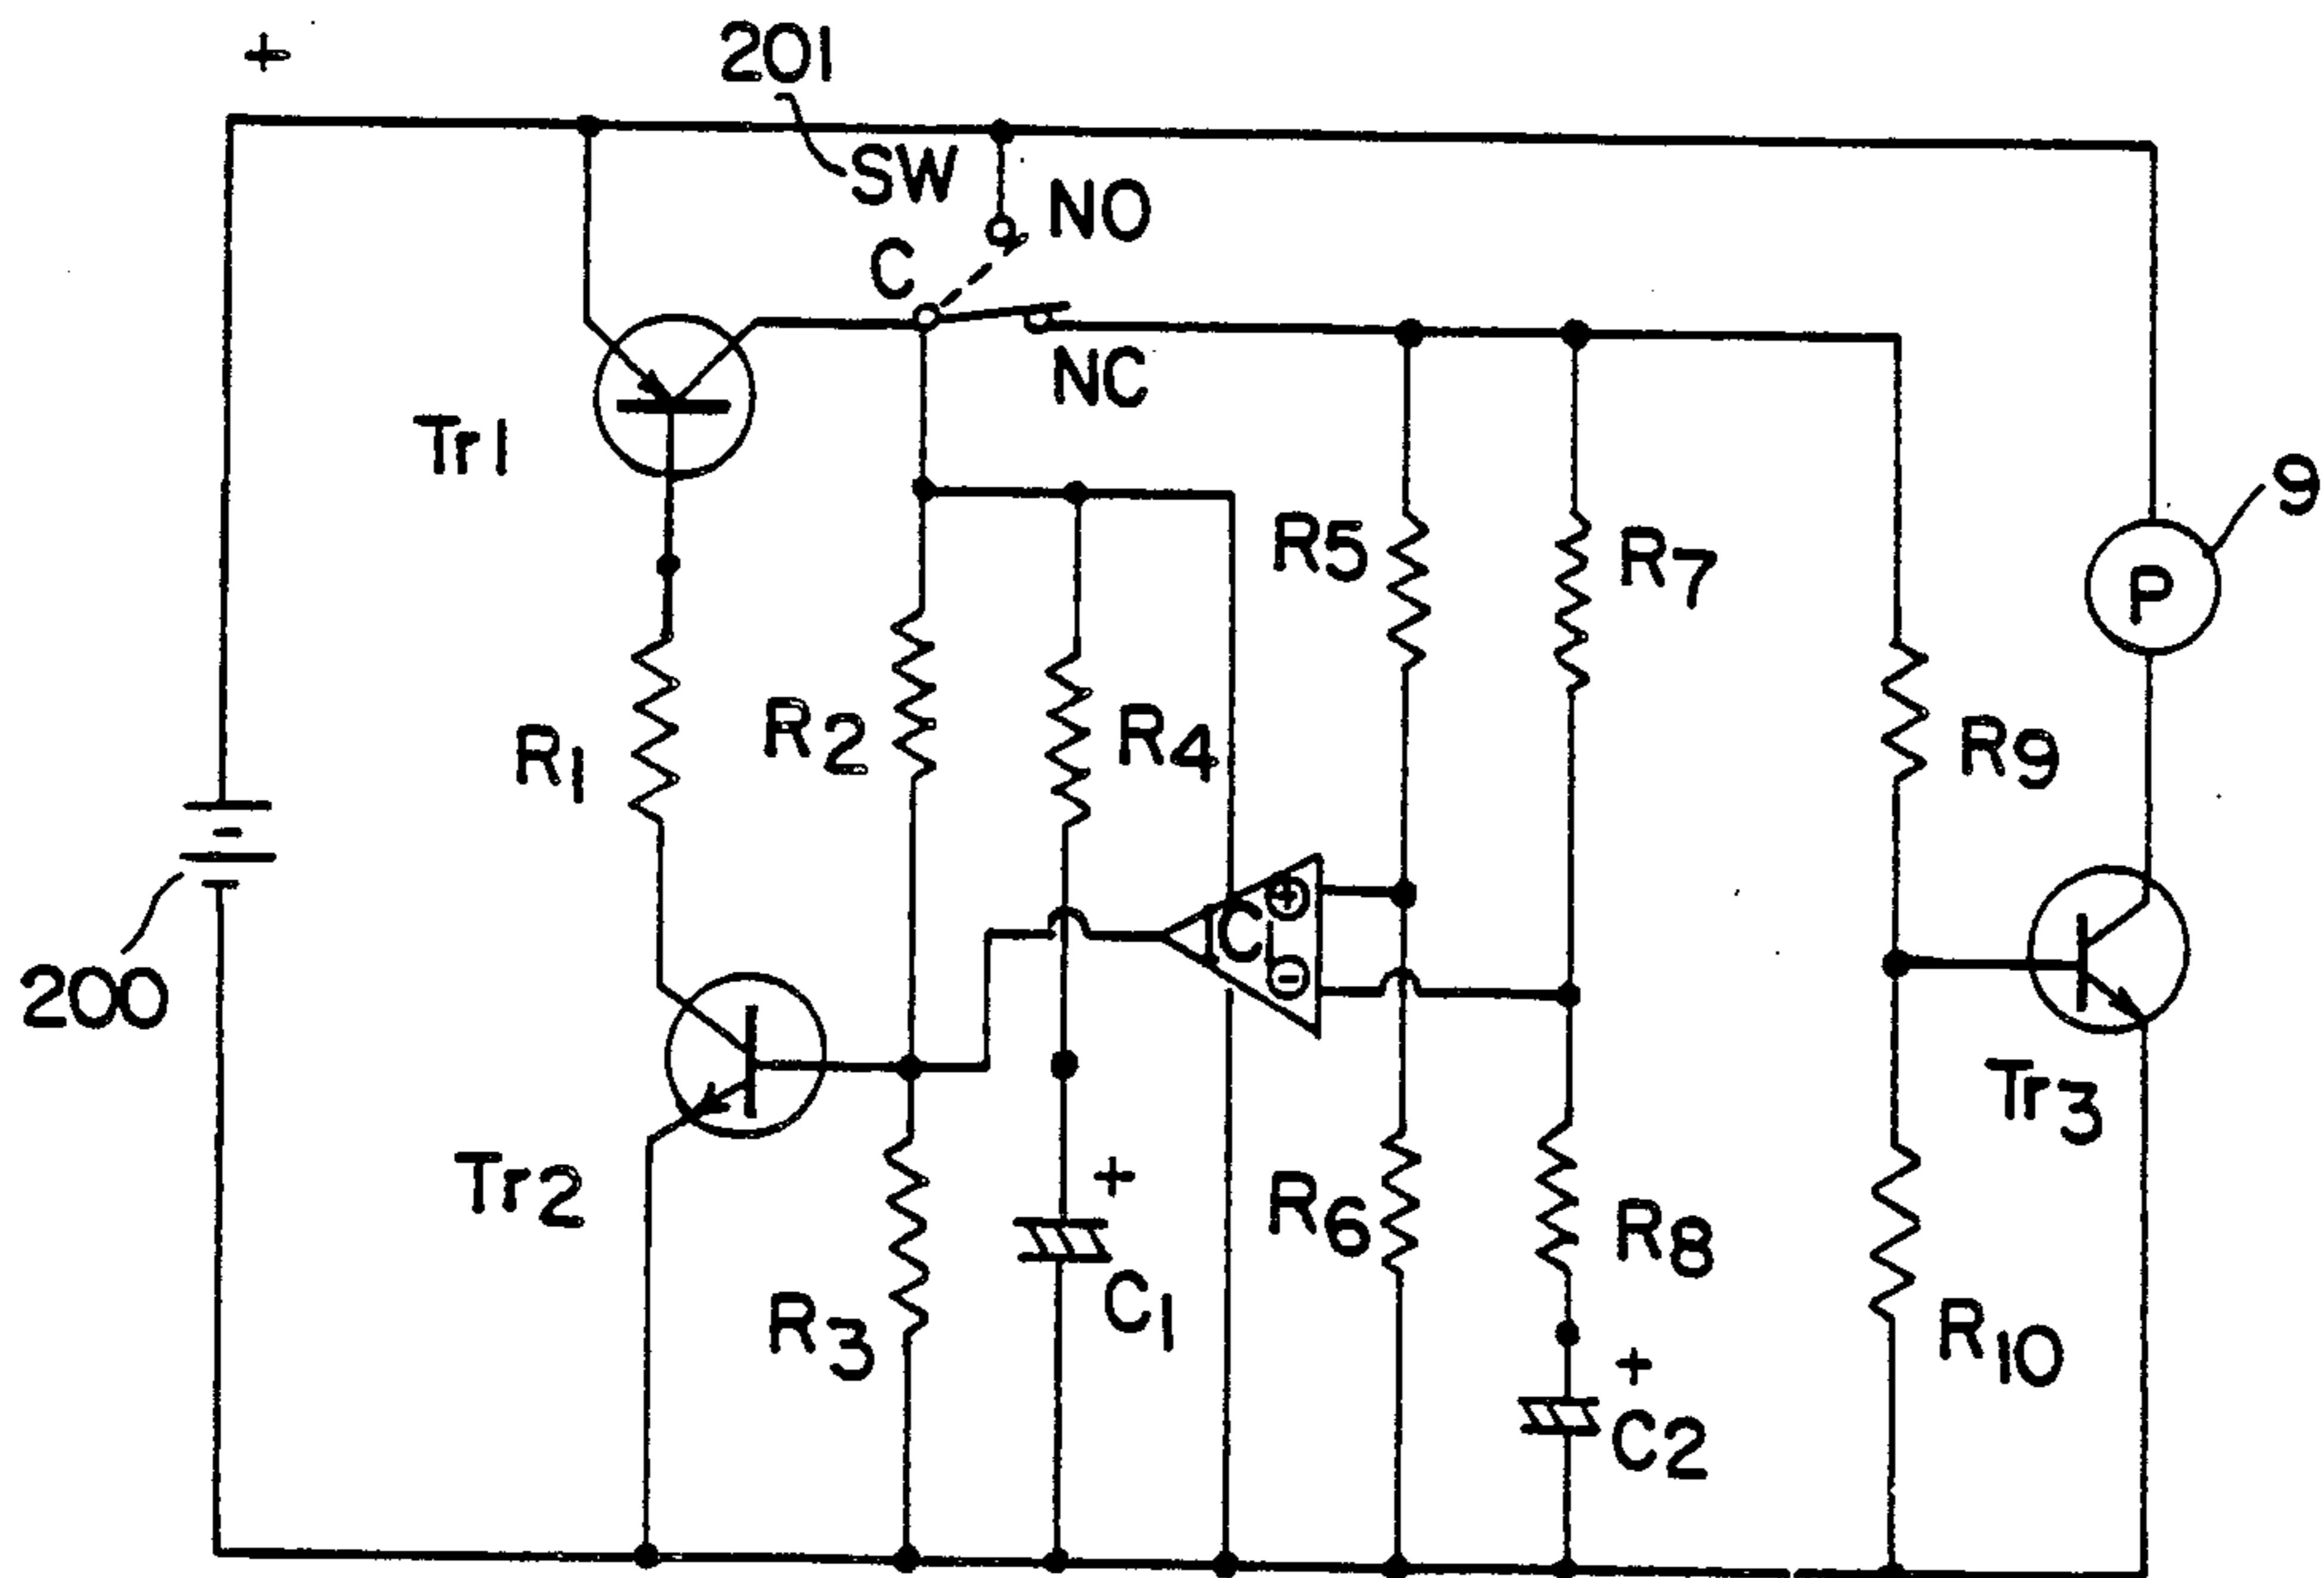 +
201
SW
NO
C
NC
Tr1
9
P
R5
R7
R1
R2
R4
R9
200
IC1
+
-
Tr2
Tr3
R3
+
C1
R6
R8
R10
+
C2